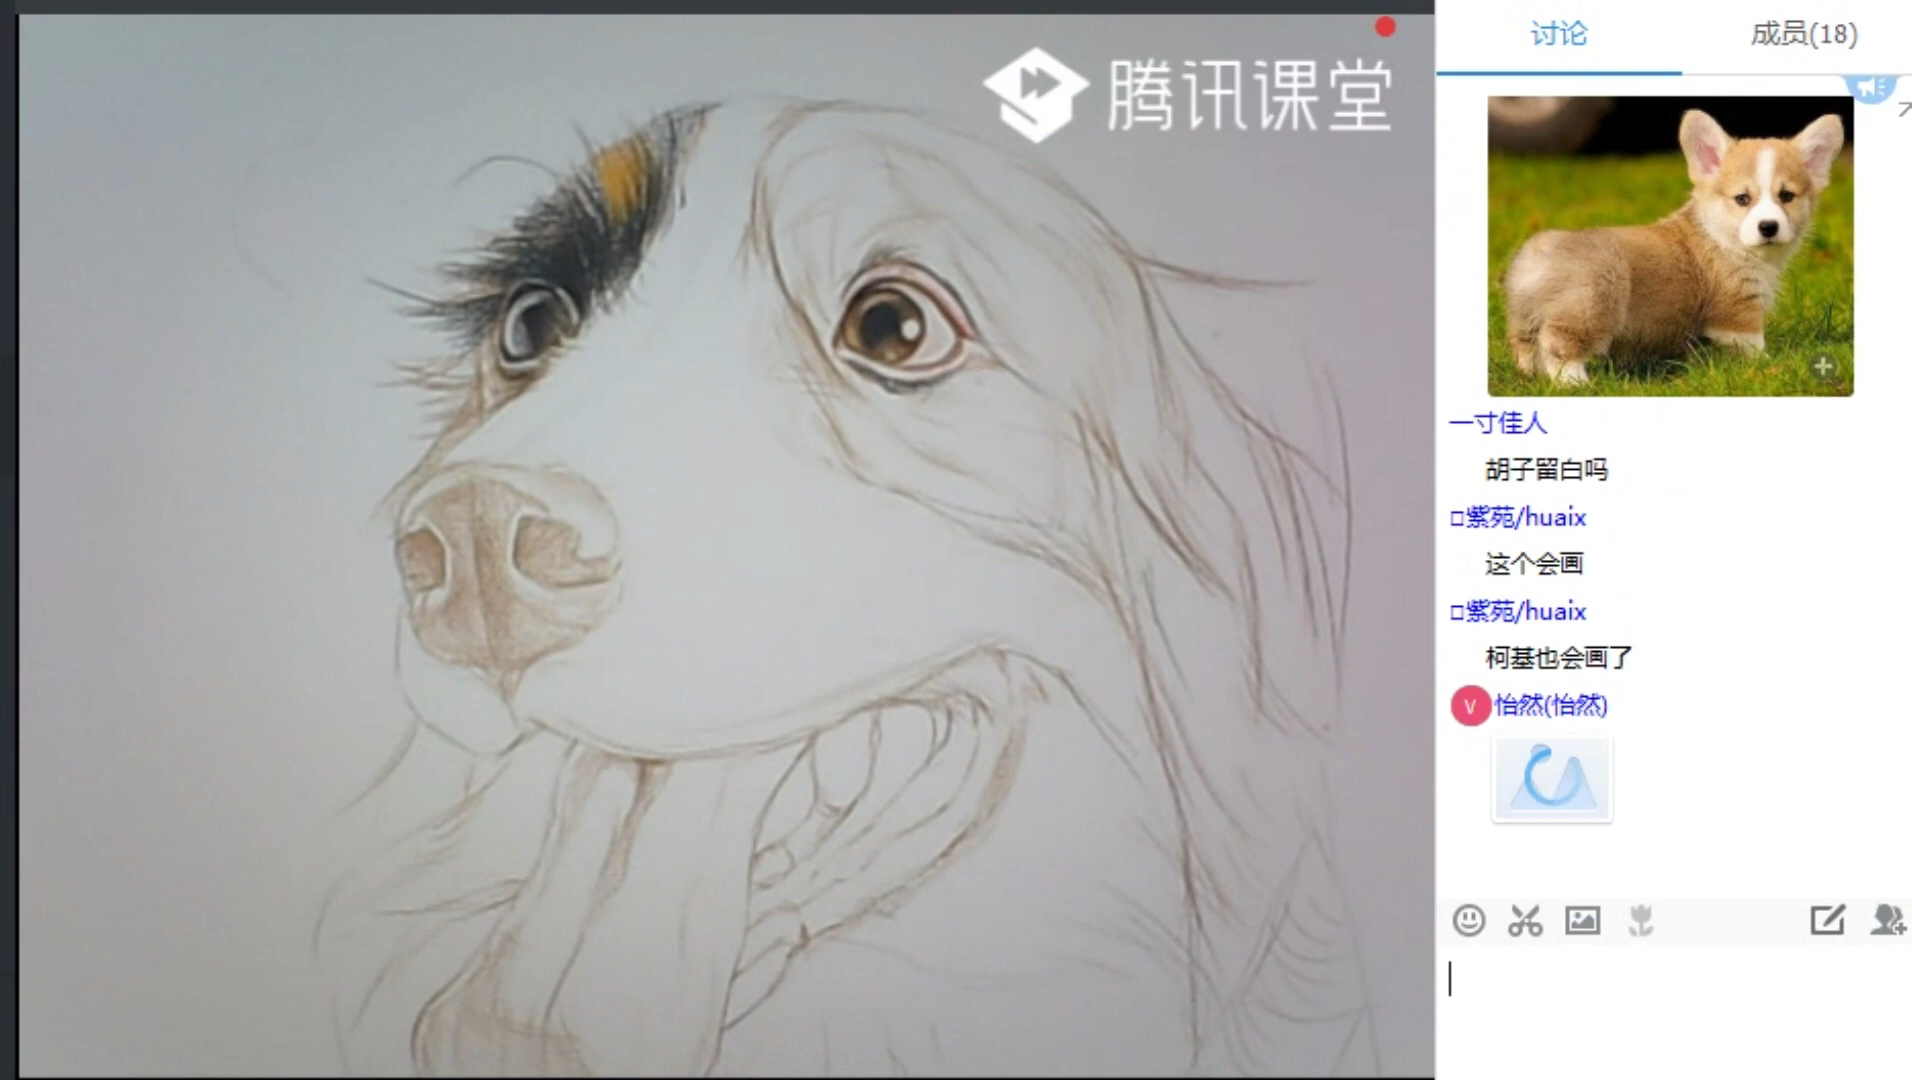 腾讯课堂
讨论
成员(18)
一寸佳人
胡子留白吗
□紫苑/huaix
这个会画
□紫苑/huaix
柯基也会画了
V
怡然(怡然)